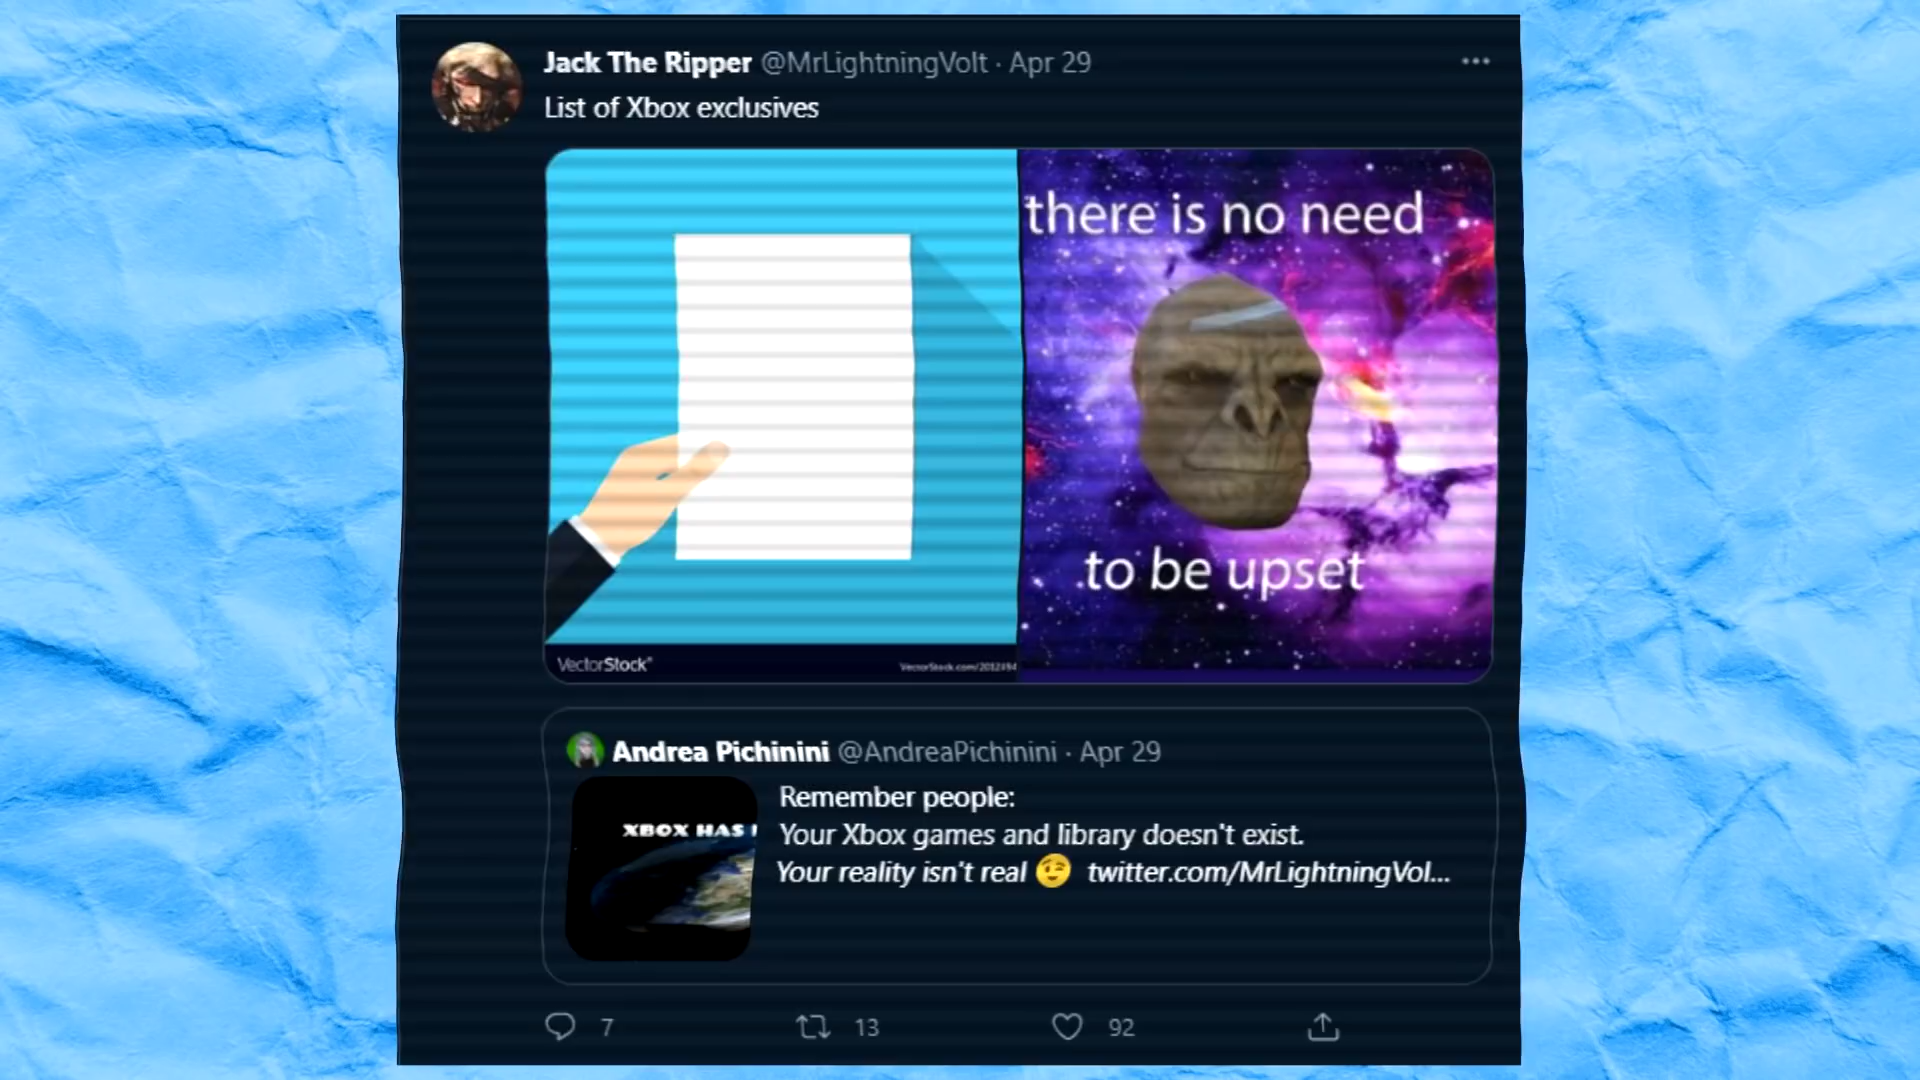 Jack The Ripper @MrLightningVolt · Apr 29
List of Xbox exclusives
there is no need
to be upset
VectorStock®
Andrea Pichinini @AndreaPichinini · Apr 29
XBOX HAS
Remember people:
Your Xbox games and library doesn't exist.
Your reality isn't real 😉 twitter.com/MrLightningVol...
7 13 92